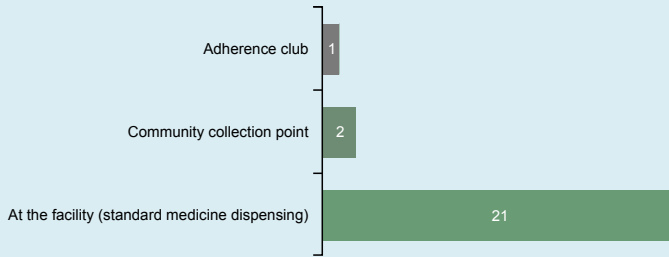 Adherence club
1
Community collection point
2
At the facility (standard medicine dispensing)
21